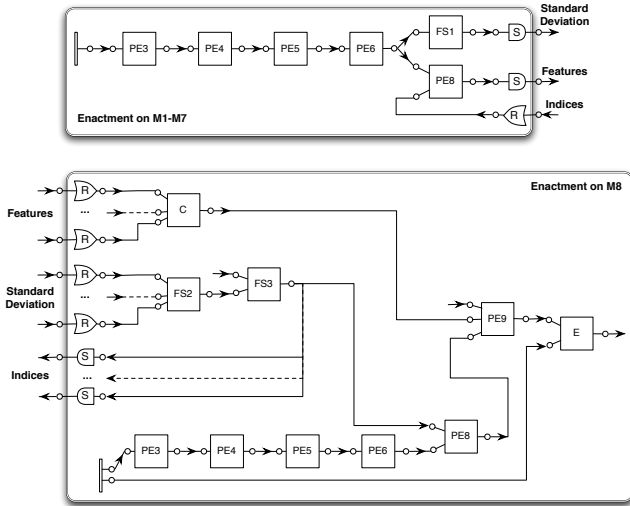 Standard
Deviation
PE3 PE4 PE5 PE6 FS1 S
Features
PE8 S
Indices
R
Enactment on M1-M7
Enactment on M8
R
Features ... C
R
R
Standard
Deviation ... FS2 FS3
R
PE9 E
S
Indices ...
S
PE3 PE4 PE5 PE6 PE8